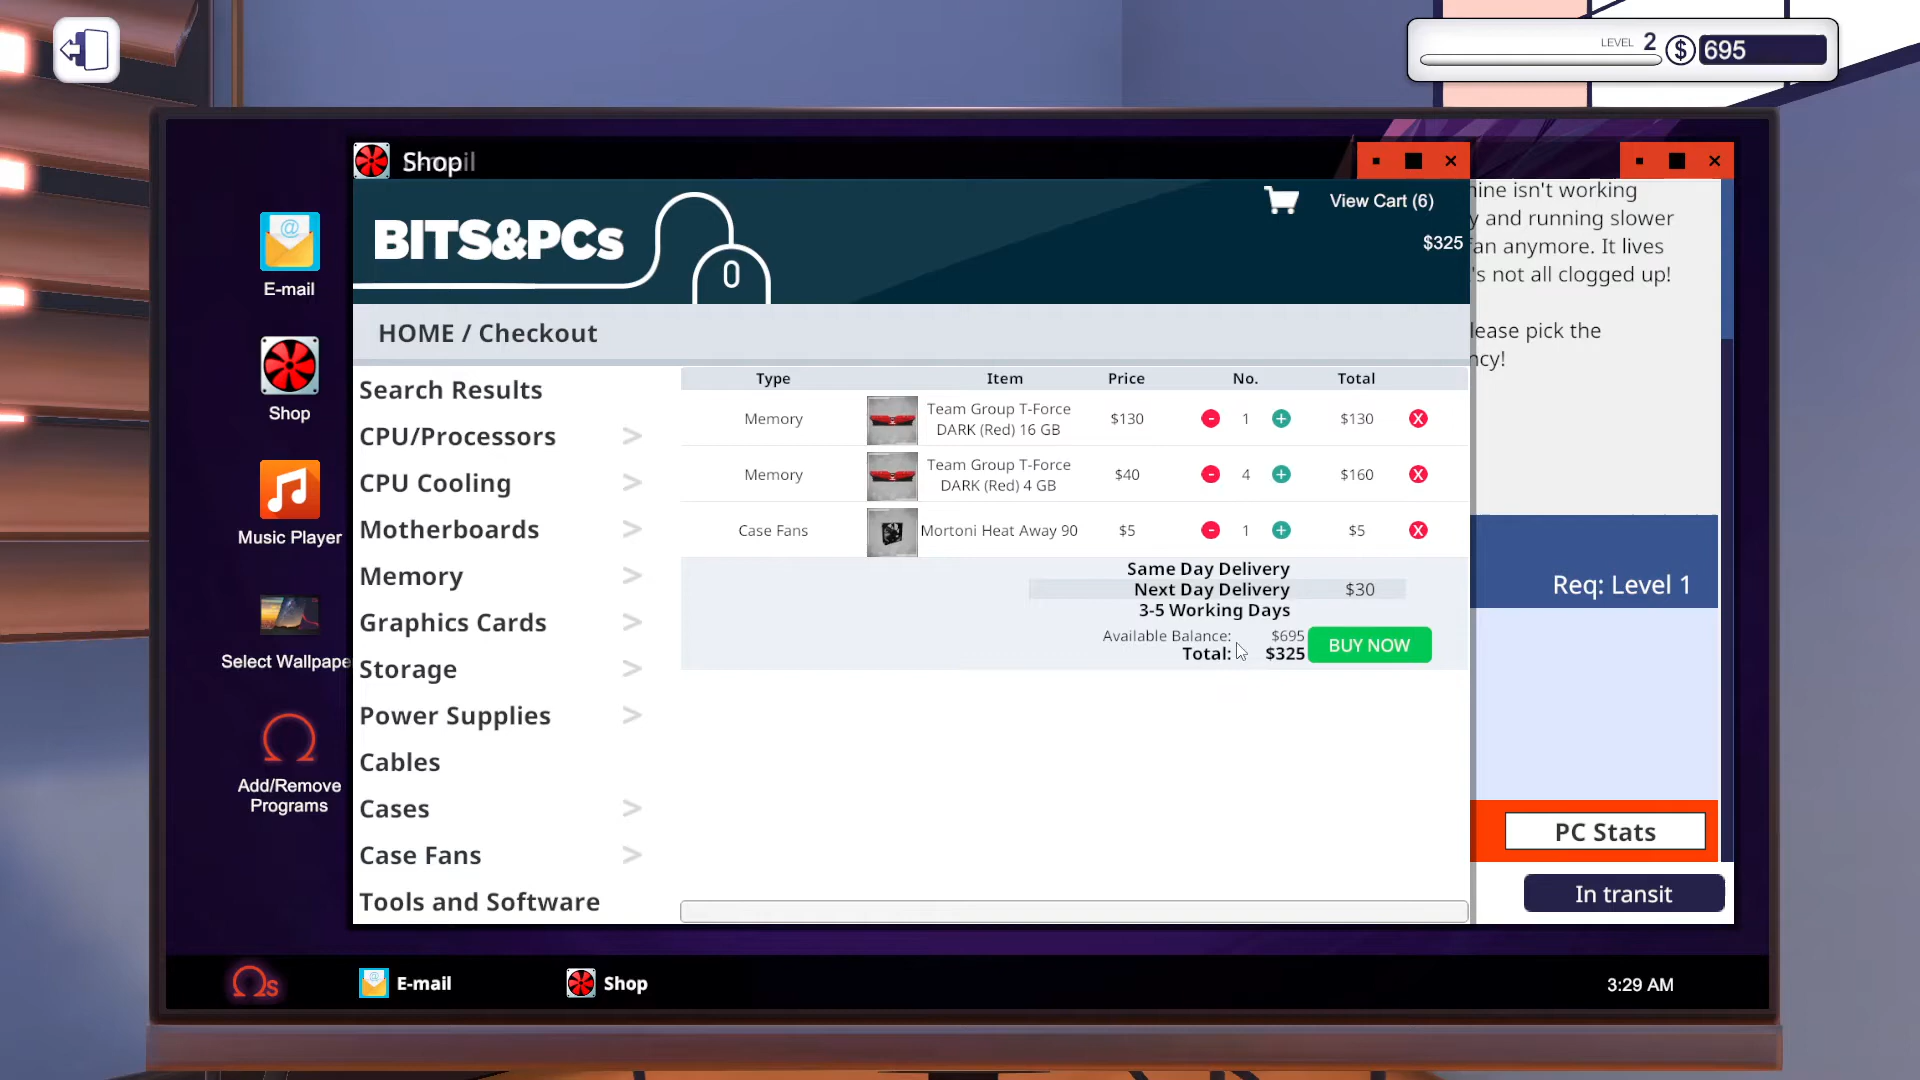 LEVEL 2 $ 695
Shop
BITS&PCs
View Cart (6)
$325
HOME / Checkout
E-mail
Shop
Music Player
Select Wallpape
Add/Remove
Programs
Search Results
CPU/Processors >
CPU Cooling >
Motherboards >
Memory >
Graphics Cards >
Storage >
Power Supplies >
Cables
Cases >
Case Fans >
Tools and Software
Type Item Price No. Total
Memory Team Group T-Force DARK (Red) 16 GB $130 - 1 + $130 X
Memory Team Group T-Force DARK (Red) 4 GB $40 - 4 + $160 X
Case Fans Mortoni Heat Away 90 $5 - 1 + $5 X
Same Day Delivery
Next Day Delivery $30
3-5 Working Days
Available Balance: $695
Total: $325
BUY NOW
hine isn't working
y and running slower
fan anymore. It lives
's not all clogged up!
lease pick the
ncy!
Req: Level 1
PC Stats
In transit
Ωs E-mail Shop 3:29 AM